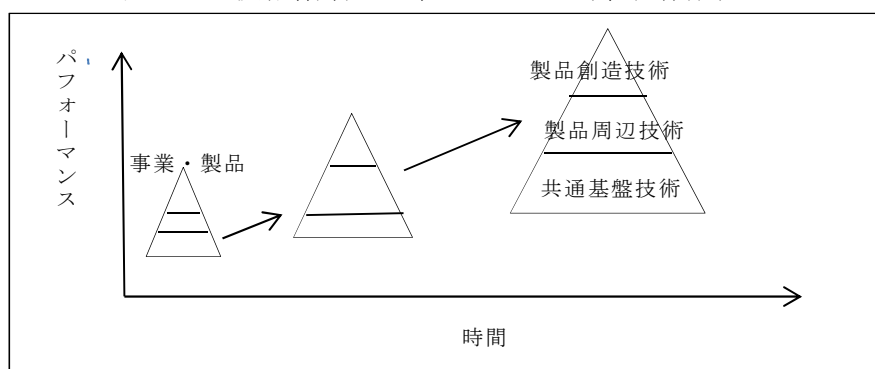 パフォーマンス
事業・製品
製品創造技術
製品周辺技術
共通基盤技術
時間